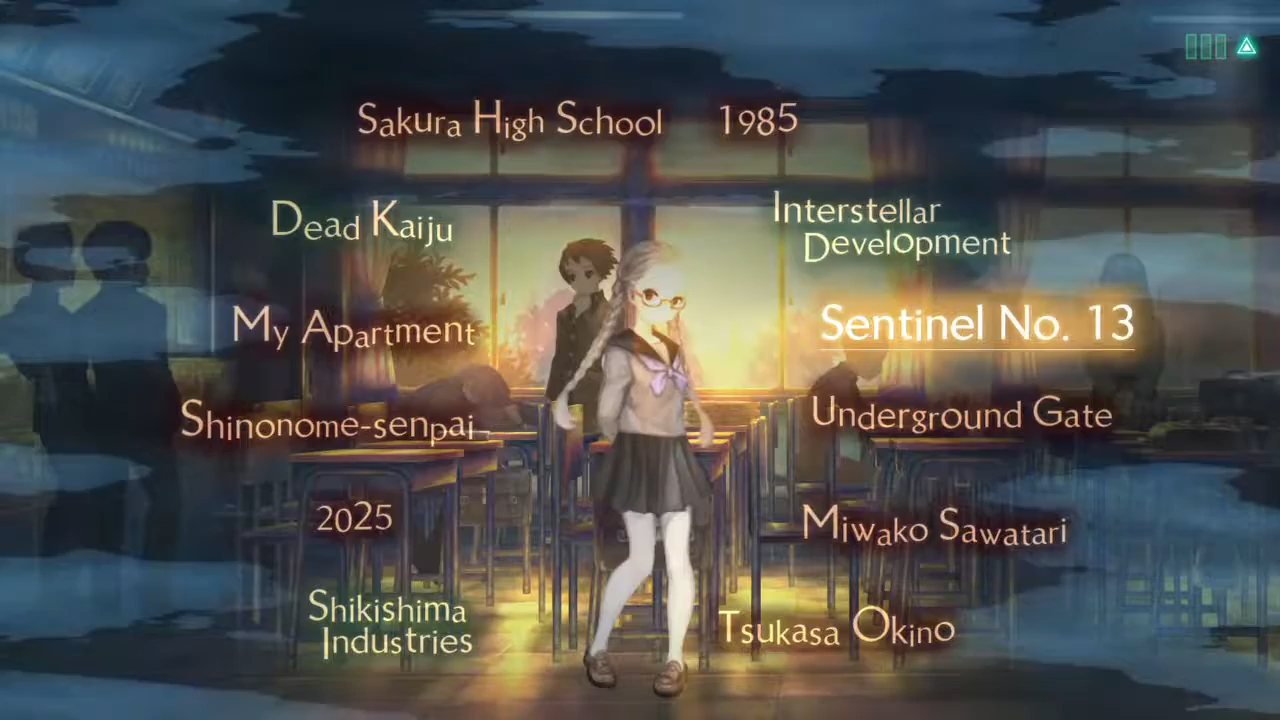 Sakura High School 1985
Dead Kaiju
Interstellar
Development
My Apartment
Sentinel No. 13
Shinonome-senpai
Underground Gate
2025
Miwako Sawatari
Shikishima
Industries
Tsukasa Okino